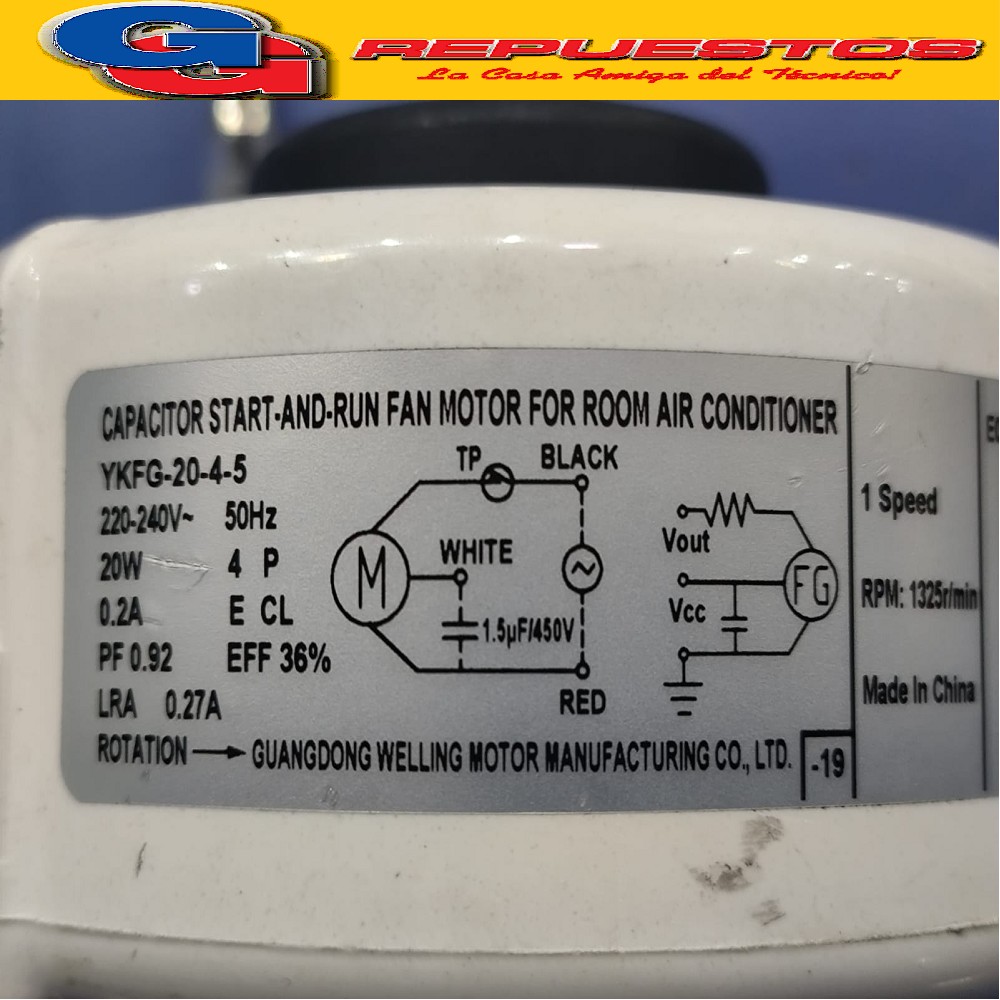 GG REPUESTOS
La Casa Amiga del Técnico!
CAPACITOR START-AND-RUN FAN MOTOR FOR ROOM AIR CONDITIONER
YKFG-20-4-5
220-240V~ 50Hz
20W 4 P
0.2A E CL
PF 0.92 EFF 36%
LRA 0.27A
ROTATION → GUANGDONG WELLING MOTOR MANUFACTURING CO., LTD.
-19
TP BLACK
M
WHITE
1.5µF/450V
RED
Vout
FG
Vcc
1 Speed
RPM: 1325r/min
Made In China